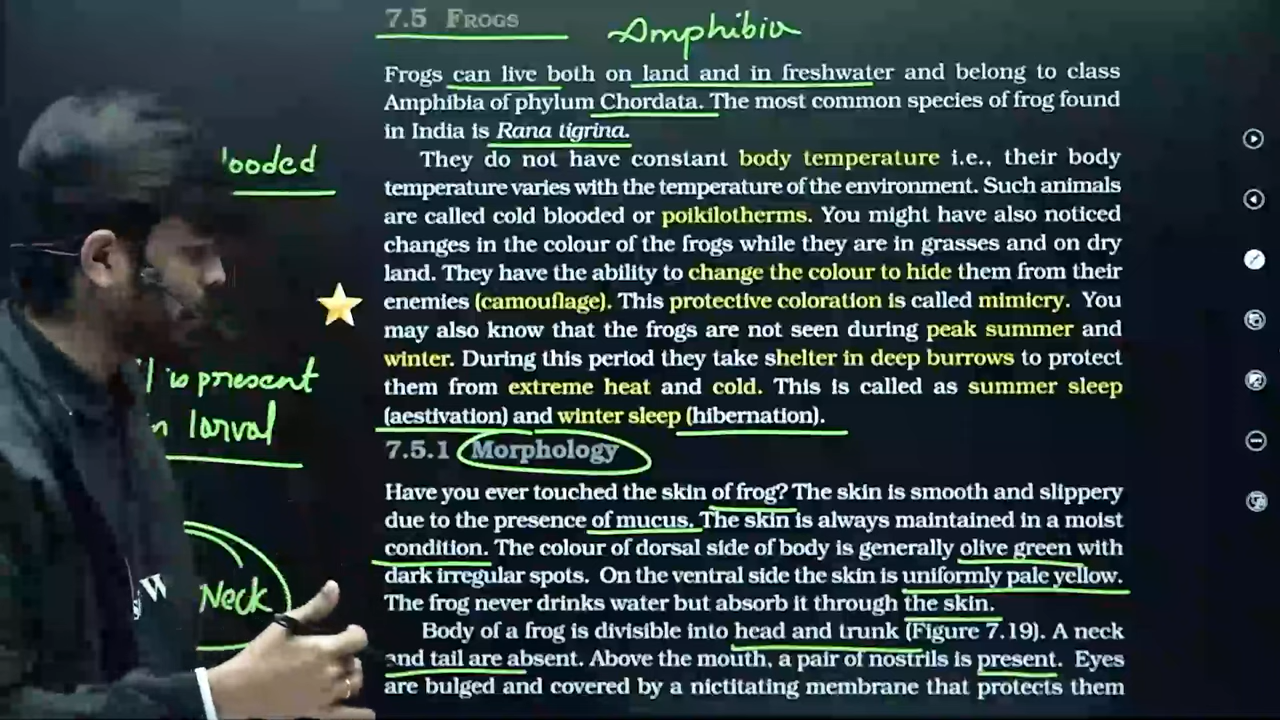 7.5 FROGS
Amphibia
Frogs can live both on land and in freshwater and belong to class
Amphibia of phylum Chordata. The most common species of frog found
in India is Rana tigrina.
They do not have constant body temperature i.e., their body
temperature varies with the temperature of the environment. Such animals
are called cold blooded or poikilotherms. You might have also noticed
changes in the colour of the frogs while they are in grasses and on dry
land. They have the ability to change the colour to hide them from their
enemies (camouflage). This protective coloration is called mimicry. You
may also know that the frogs are not seen during peak summer and
winter. During this period they take shelter in deep burrows to protect
them from extreme heat and cold. This is called as summer sleep
(aestivation) and winter sleep (hibernation).
7.5.1 Morphology
Have you ever touched the skin of frog? The skin is smooth and slippery
due to the presence of mucus. The skin is always maintained in a moist
condition. The colour of dorsal side of body is generally olive green with
dark irregular spots. On the ventral side the skin is uniformly pale yellow.
The frog never drinks water but absorb it through the skin.
Body of a frog is divisible into head and trunk (Figure 7.19). A neck
and tail are absent. Above the mouth, a pair of nostrils is present. Eyes
are bulged and covered by a nictitating membrane that protects them
looded
is present
larval
Neck
W